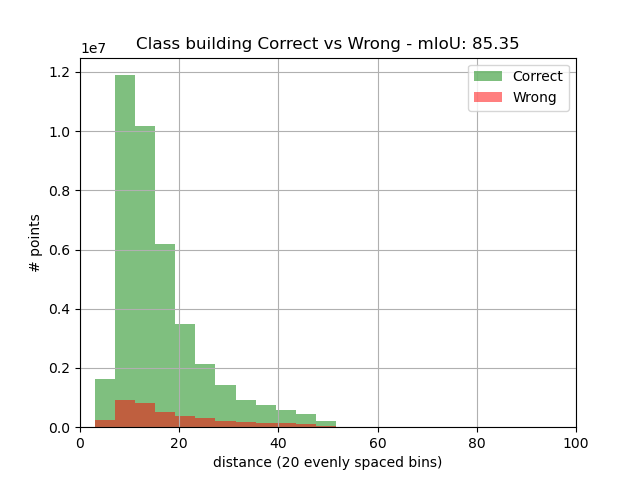 Class building Correct vs Wrong - mIoU: 85.35
1e7
Correct
Wrong
1.2
1.0
0.8
0.6
0.4
0.2
0.0
# points
0 20 40 60 80 100
distance (20 evenly spaced bins)